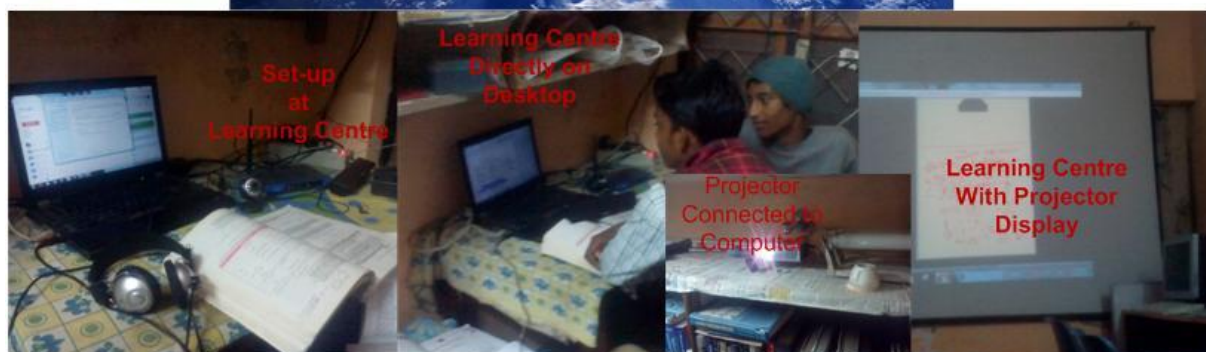 Set-up
at
Learning Centre
Learning Centre
Directly on
Desktop
Projector
Connected to
Computer
Learning Centre
With Projector
Display